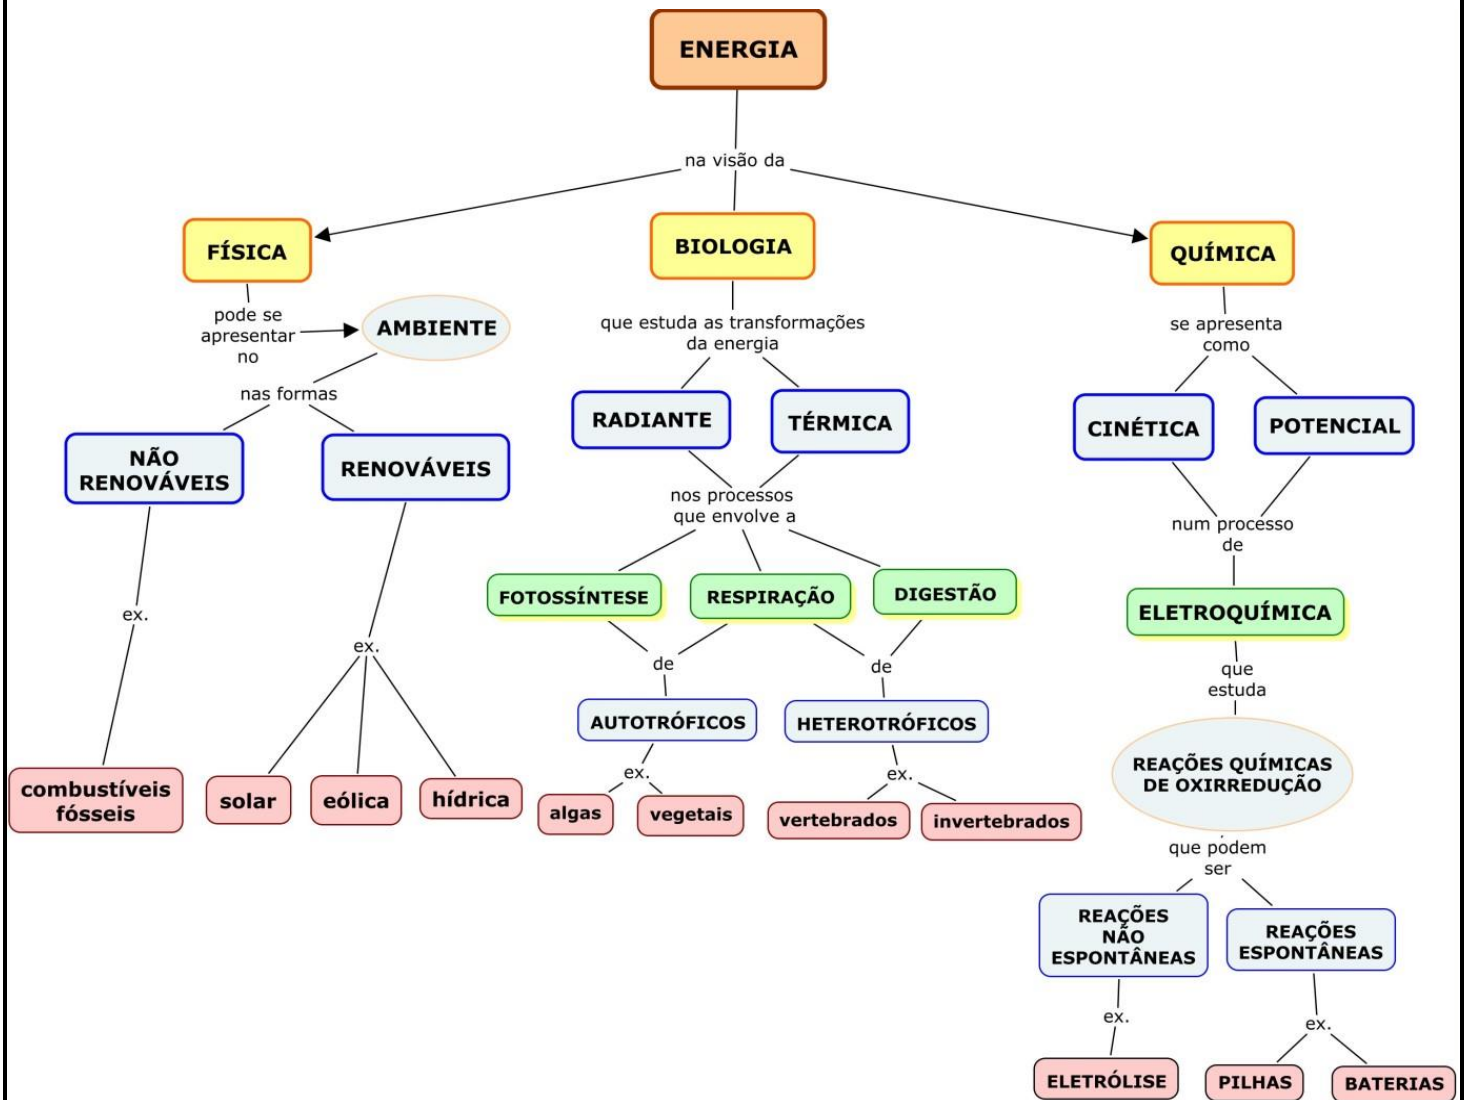 ENERGIA
na visão da
FÍSICA
BIOLOGIA
QUÍMICA
pode se
apresentar
no
AMBIENTE
nas formas
NÃO
RENOVÁVEIS
RENOVÁVEIS
ex.
ex.
combustíveis
fósseis
solar
eólica
hídrica
que estuda as transformações
da energia
RADIANTE
TÉRMICA
nos processos
que envolve a
FOTOSSÍNTESE
RESPIRAÇÃO
DIGESTÃO
de
de
AUTOTRÓFICOS
HETEROTRÓFICOS
ex.
ex.
algas
vegetais
vertebrados
invertebrados
se apresenta
como
CINÉTICA
POTENCIAL
num processo
de
ELETROQUÍMICA
que
estuda
REAÇÕES QUÍMICAS
DE OXIRREDUÇÃO
que podem
ser
REAÇÕES
NÃO
ESPONTÂNEAS
REAÇÕES
ESPONTÂNEAS
ex.
ex.
ELETRÓLISE
PILHAS
BATERIAS